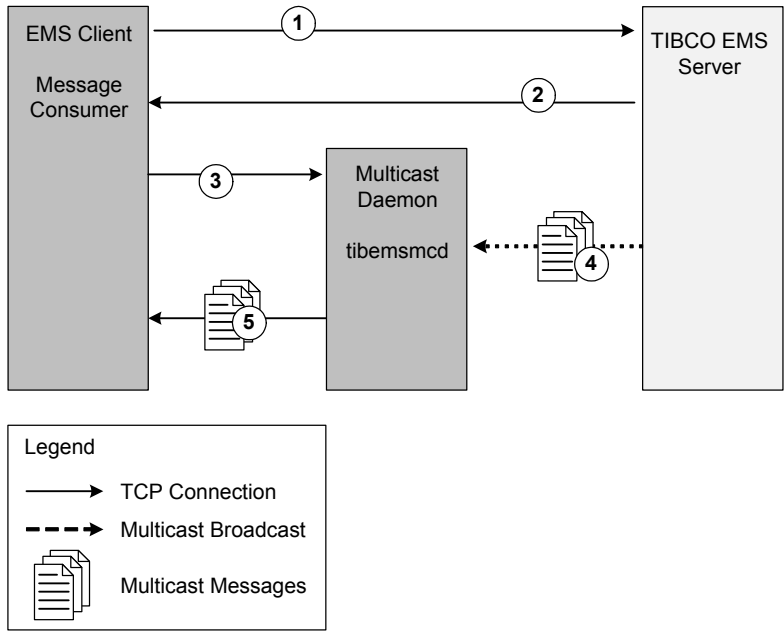 EMS Client
Message
Consumer
1
TIBCO EMS
Server
2
3
Multicast
Daemon
tibemsmcd
4
5
Legend
TCP Connection
Multicast Broadcast
Multicast Messages